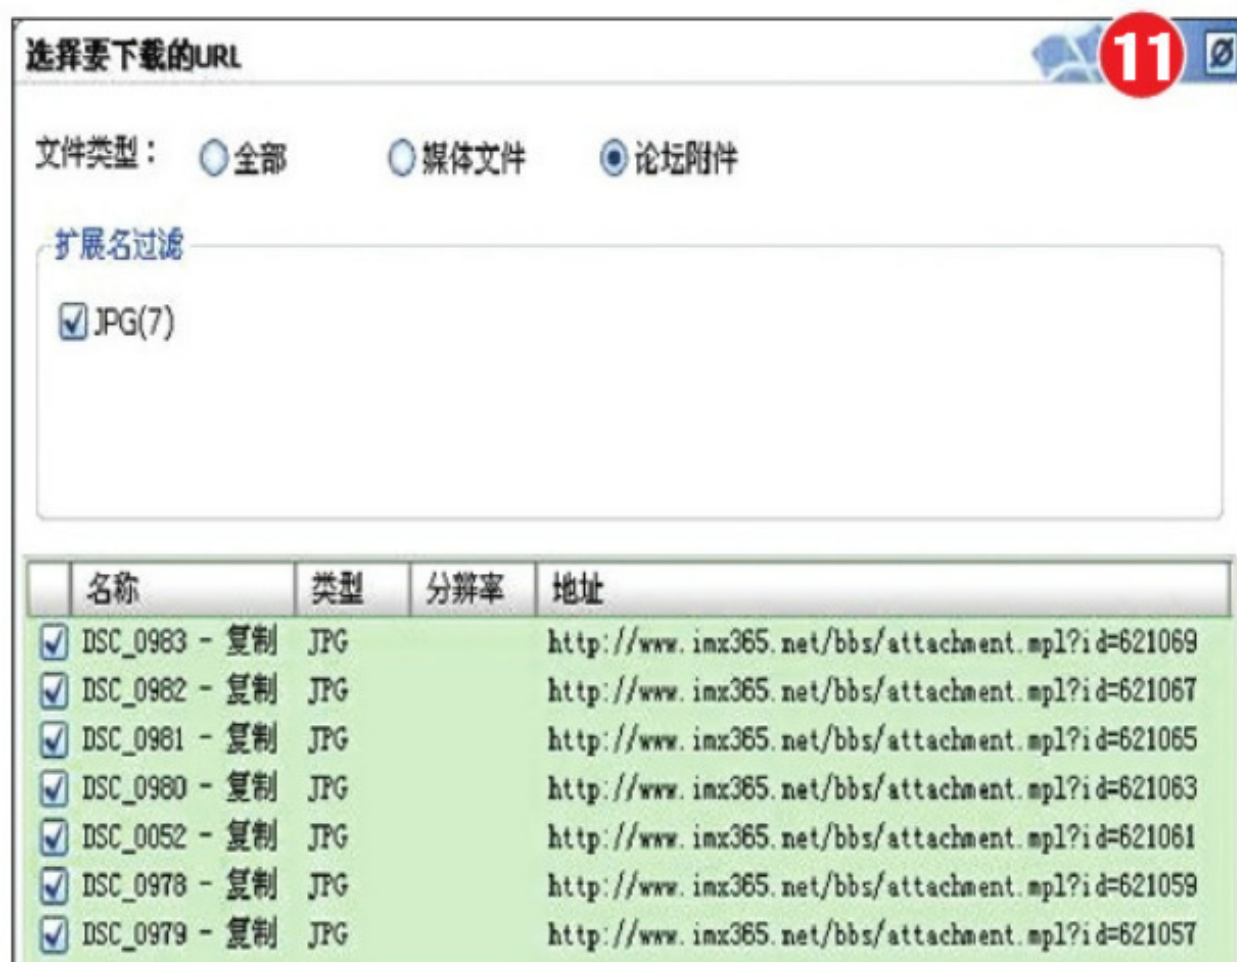 选择要下载的URL
11
文件类型： 全部 媒体文件 论坛附件
扩展名过滤
JPG(7)
名称 类型 分辨率 地址
DSC_0983 - 复制 JPG http://www.imx365.net/bbs/attachment.mpl?id=621069
DSC_0982 - 复制 JPG http://www.imx365.net/bbs/attachment.mpl?id=621067
DSC_0981 - 复制 JPG http://www.imx365.net/bbs/attachment.mpl?id=621065
DSC_0980 - 复制 JPG http://www.imx365.net/bbs/attachment.mpl?id=621063
DSC_0052 - 复制 JPG http://www.imx365.net/bbs/attachment.mpl?id=621061
DSC_0978 - 复制 JPG http://www.imx365.net/bbs/attachment.mpl?id=621059
DSC_0979 - 复制 JPG http://www.imx365.net/bbs/attachment.mpl?id=621057